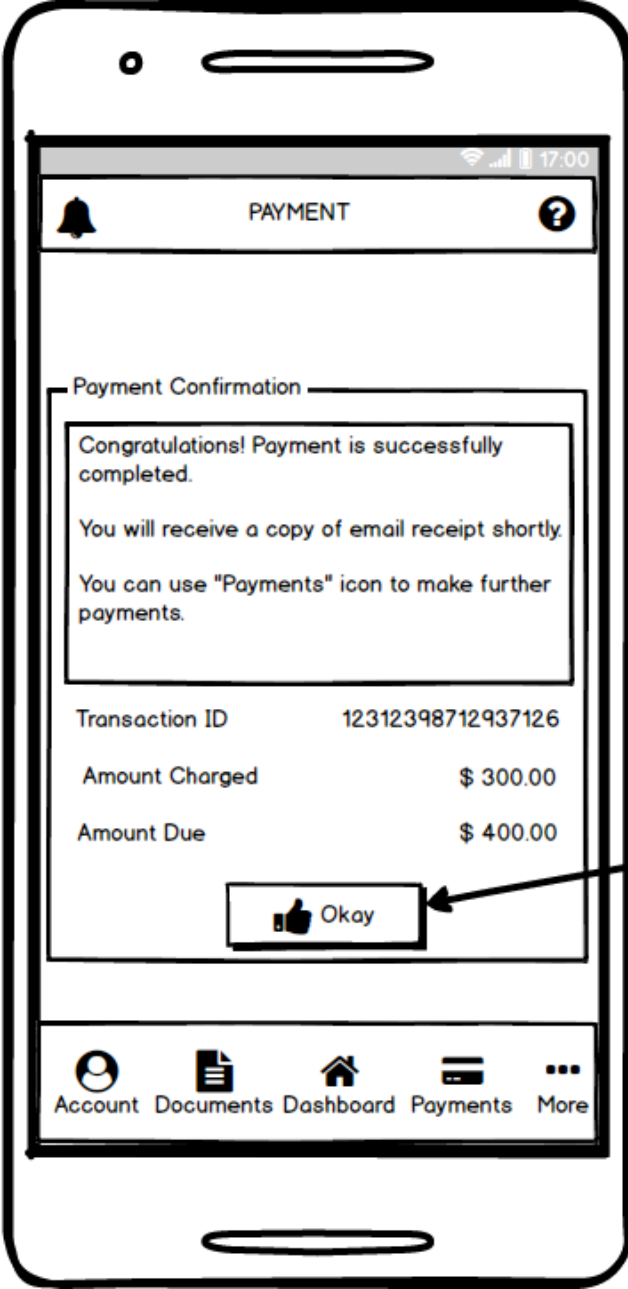 17:00
PAYMENT
?
Payment Confirmation
Congratulations! Payment is successfully
completed.
You will receive a copy of email receipt shortly.
You can use "Payments" icon to make further
payments.
Transaction ID 12312398712937126
Amount Charged $ 300.00
Amount Due $ 400.00
Okay
Account Documents Dashboard Payments More